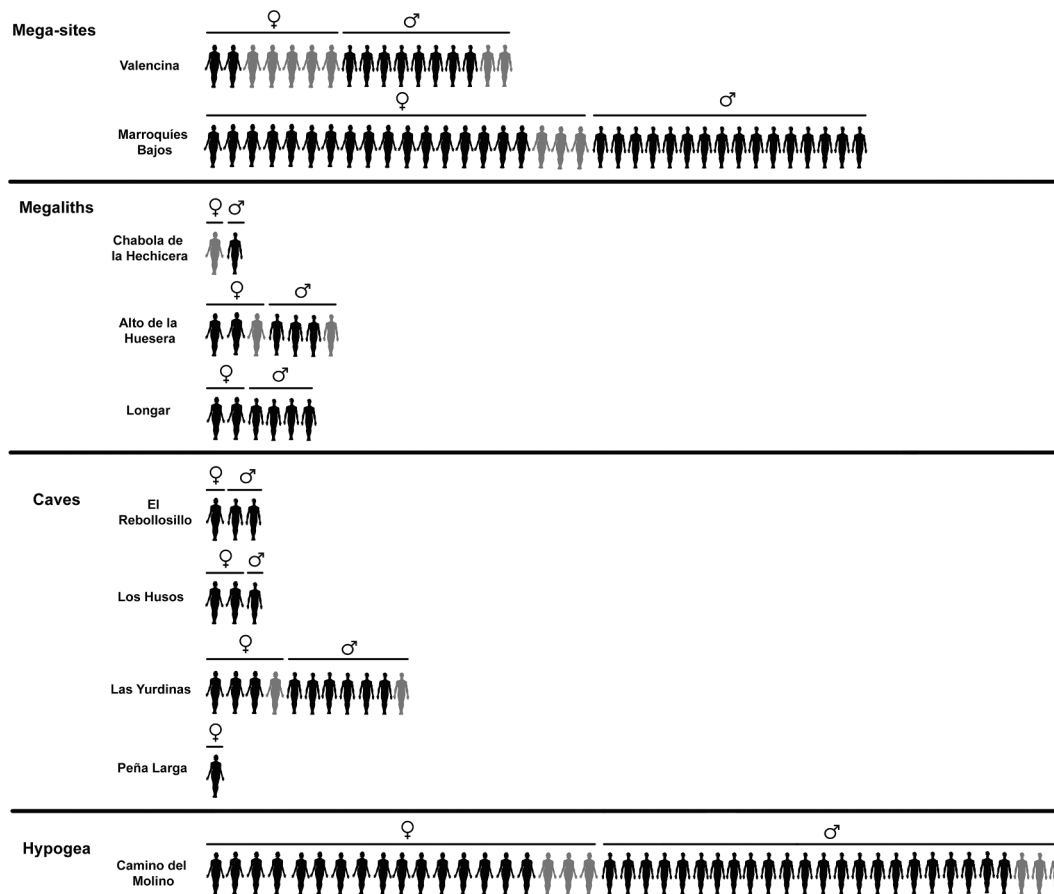 ♀ ♂
Mega-sites
Valencina
♀ ♂
Marroquies
Bajos
Megaliths
♀ ♂
Chabola de
la Hechicera
♀ ♂
Alto de la
Huesera
♀ ♂
Longar
♀ ♂
Caves
El
Rebollosillo
♀ ♂
Los Husos
♀ ♂
Las Yurdinas
♀
Peña Larga
♀ ♂
Hypogea
Camino del
Molino